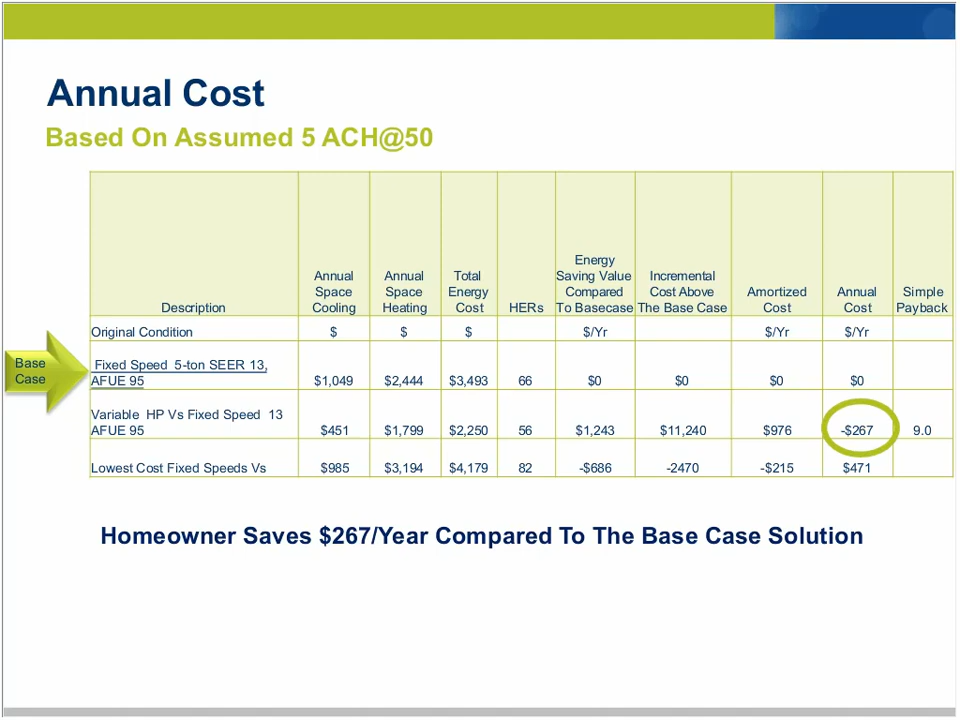 Annual Cost
Based On Assumed 5 ACH@50
Description
Annual Space Cooling
Annual Space Heating
Total Energy Cost
HERs
Energy Saving Value Compared To Basecase
Incremental Cost Above The Base Case
Amortized Cost
Annual Cost
Simple Payback
Original Condition $ $ $ $/Yr $/Yr $/Yr
Base Case
Fixed Speed 5-ton SEER 13,
AFUE 95 $1,049 $2,444 $3,493 66 $0 $0 $0 $0
Variable HP Vs Fixed Speed 13
AFUE 95 $451 $1,799 $2,250 56 $1,243 $11,240 $976 -$267 9.0
Lowest Cost Fixed Speeds Vs $985 $3,194 $4,179 82 -$686 -2470 -$215 $471
Homeowner Saves $267/Year Compared To The Base Case Solution